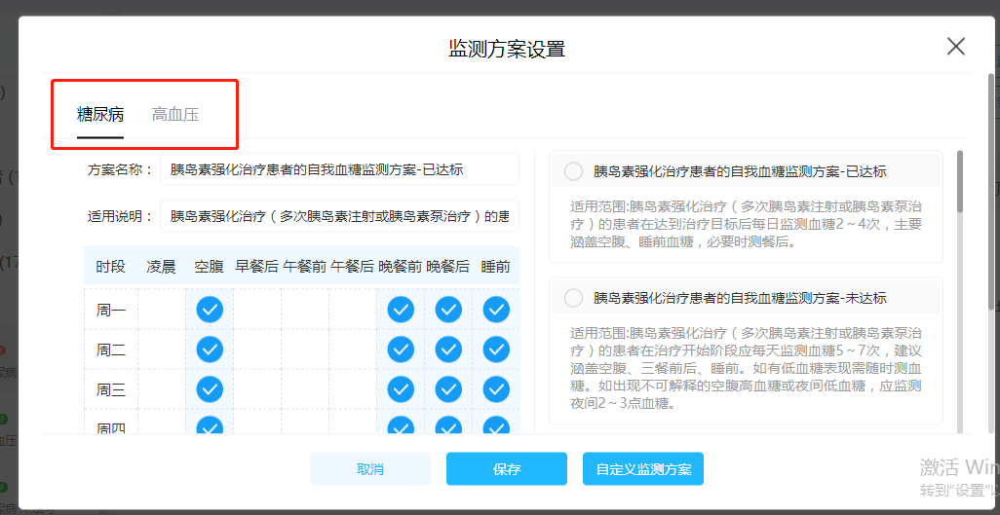 监测方案设置
糖尿病 高血压
方案名称： 胰岛素强化治疗患者的自我血糖监测方案-已达标
适用说明： 胰岛素强化治疗（多次胰岛素注射或胰岛素泵治疗）的患
时段 凌晨 空腹 早餐后 午餐前 午餐后 晚餐前 晚餐后 睡前
周一
周二
周三
周四
胰岛素强化治疗患者的自我血糖监测方案-已达标
适用范围:胰岛素强化治疗（多次胰岛素注射或胰岛素泵治
疗）的患者在达到治疗目标后每日监测血糖2～4次，主要
涵盖空腹、睡前血糖，必要时测餐后。
胰岛素强化治疗患者的自我血糖监测方案-未达标
适用范围:胰岛素强化治疗（多次胰岛素注射或胰岛素泵治
疗）的患者在治疗开始阶段应每天监测血糖5～7次，建议
涵盖空腹、三餐前后、睡前。如有低血糖表现需随时测血
糖。如出现不可解释的空腹高血糖或夜间低血糖，应监测
夜间2～3点血糖。
取消 保存 自定义监测方案
激活 Win
转到"设置"以